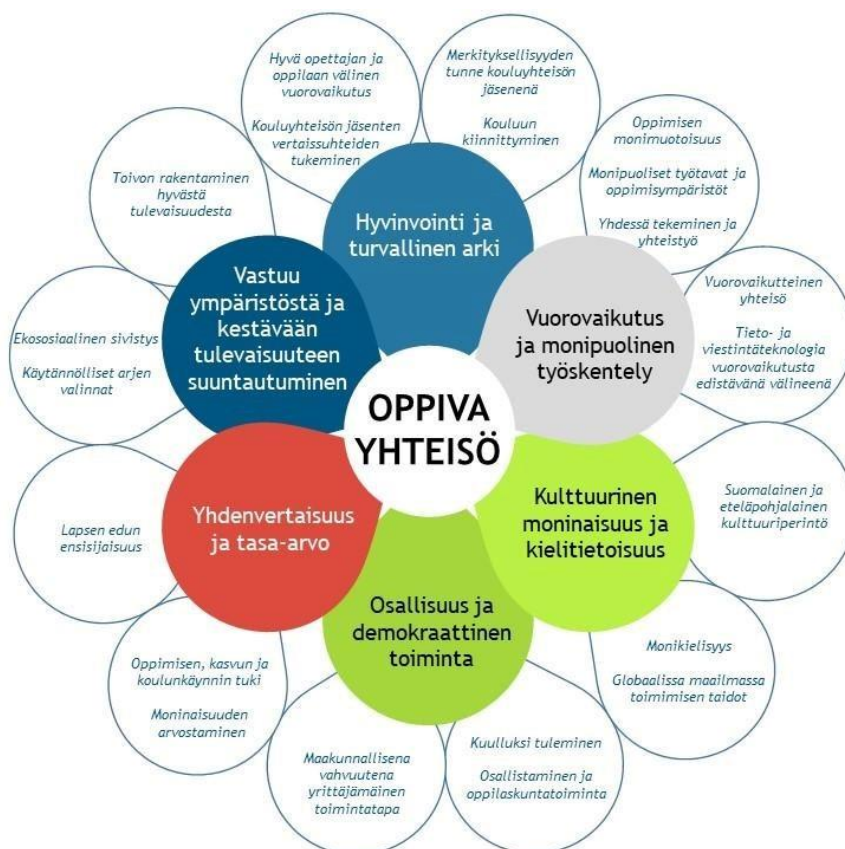 Hyvä opettajan ja
oppilaan välinen
vuorovaikutus
Kouluyhteisön jäsenten
vertaissuhteiden
tukeminen
Merkityksellisyyden
tunne kouluyhteisön
jäsenenä
Kouluun
kiinnittyminen
Oppimisen
monimuotoisuus
Monipuoliset työtavat ja
oppimisympäristöt
Yhdessä tekeminen ja
yhteistyö
Toivon rakentaminen
hyvästä
tulevaisuudesta
Hyvinvointi ja
turvallinen arki
Vastuu
ympäristöstä ja
kestävään
tulevaisuuteen
suuntautuminen
Vuorovaikutus
ja monipuolinen
työskentely
Vuorovaikutteinen
yhteisö
Tieto- ja
viestintäteknologia
vuorovaikutusta
edistävänä välineenä
Ekososiaalinen sivistys
Käytännölliset arjen
valinnat
OPPIVA
YHTEISÖ
Yhdenvertaisuus
ja tasa-arvo
Kulttuurinen
moninaisuus ja
kielitietoisuus
Suomalainen ja
eteläpohjalainen
kulttuuriperintö
Lapsen edun
ensisijaisuus
Osallisuus ja
demokraattinen
toiminta
Monikielisyys
Globaalissa maailmassa
toimimisen taidot
Oppimisen, kasvun ja
koulunkäynnin tuki
Moninaisuuden
arvostaminen
Maakunnallisena
vahvuutena
yrittäjämäinen
toimintatapa
Kuulluksi tuleminen
Osallistaminen ja
oppilaskuntatoiminta